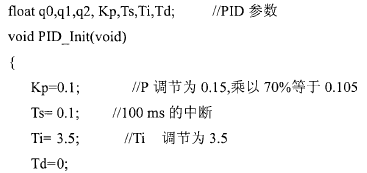 float q0,q1,q2, Kp,Ts,Ti,Td; //PID 参数
void PID_Init(void)
{
Kp=0.1; //P 调节为 0.15,乘以 70%等于 0.105
Ts= 0.1; //100 ms 的中断
Ti= 3.5; //Ti 调节为 3.5
Td=0;